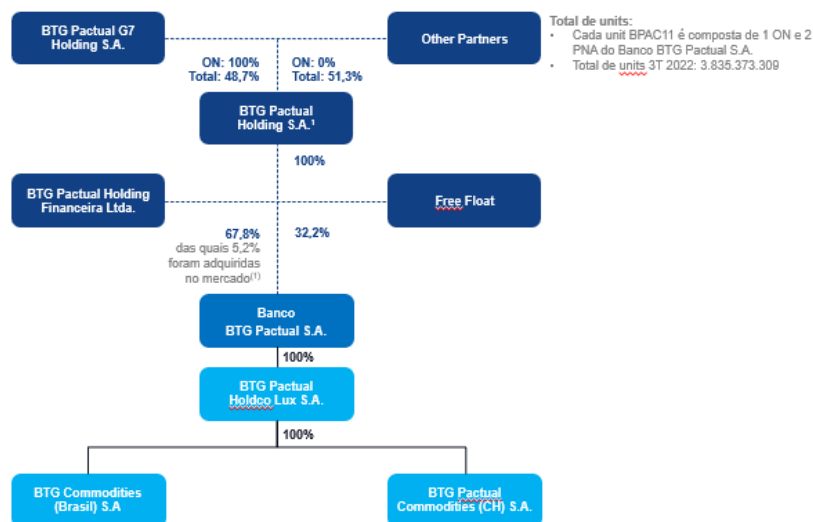 BTG Pactual G7
Holding S.A.
Other Partners
Total de units:
• Cada unit BPAC11 é composta de 1 ON e 2
PNA do Banco BTG Pactual S.A.
• Total de units 3T 2022: 3.835.373.309
ON: 100%
Total: 48,7%
ON: 0%
Total: 51,3%
BTG Pactual
Holding S.A.¹
100%
BTG Pactual Holding
Financeira Ltda.
Free Float
67,8%
das quais 5,2%
foram adquiridas
no mercado(1)
32,2%
Banco
BTG Pactual S.A.
100%
BTG Pactual
Holdco Lux S.A.
100%
BTG Commodities
(Brasil) S.A
BTG Pactual
Commodities (CH) S.A.